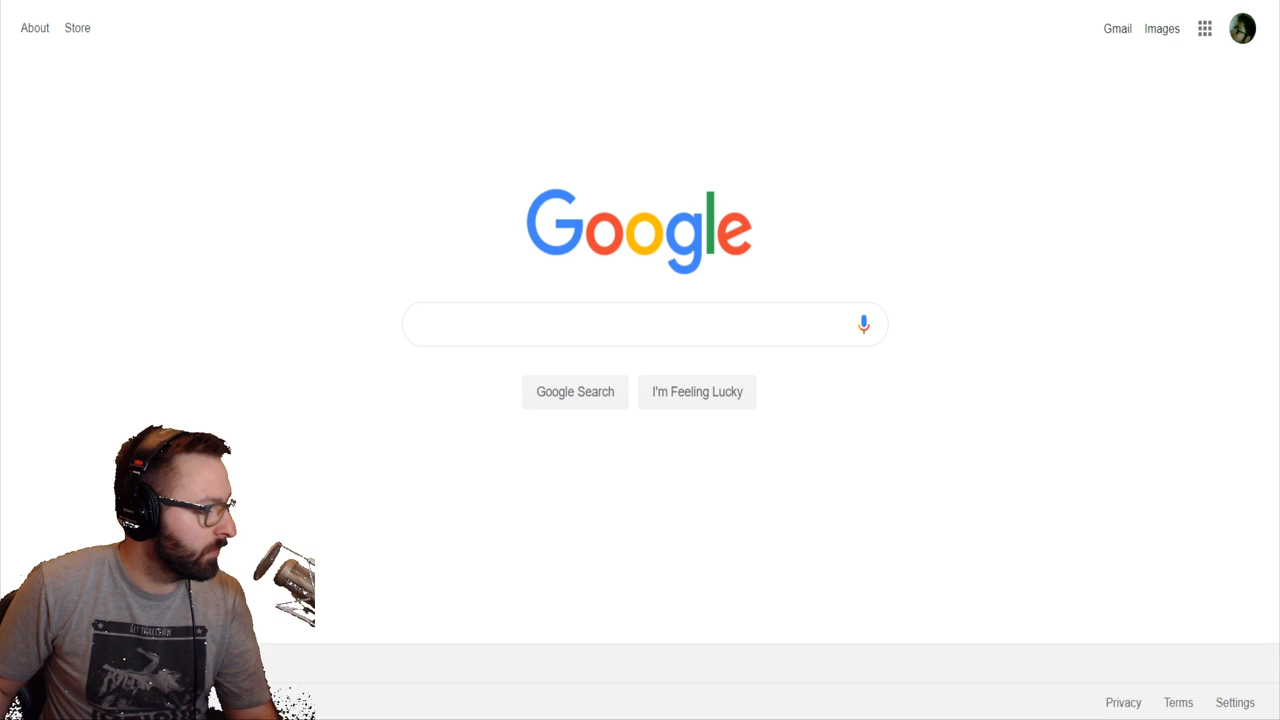 About Store
Gmail Images
Google
Google Search I'm Feeling Lucky
Privacy Terms Settings